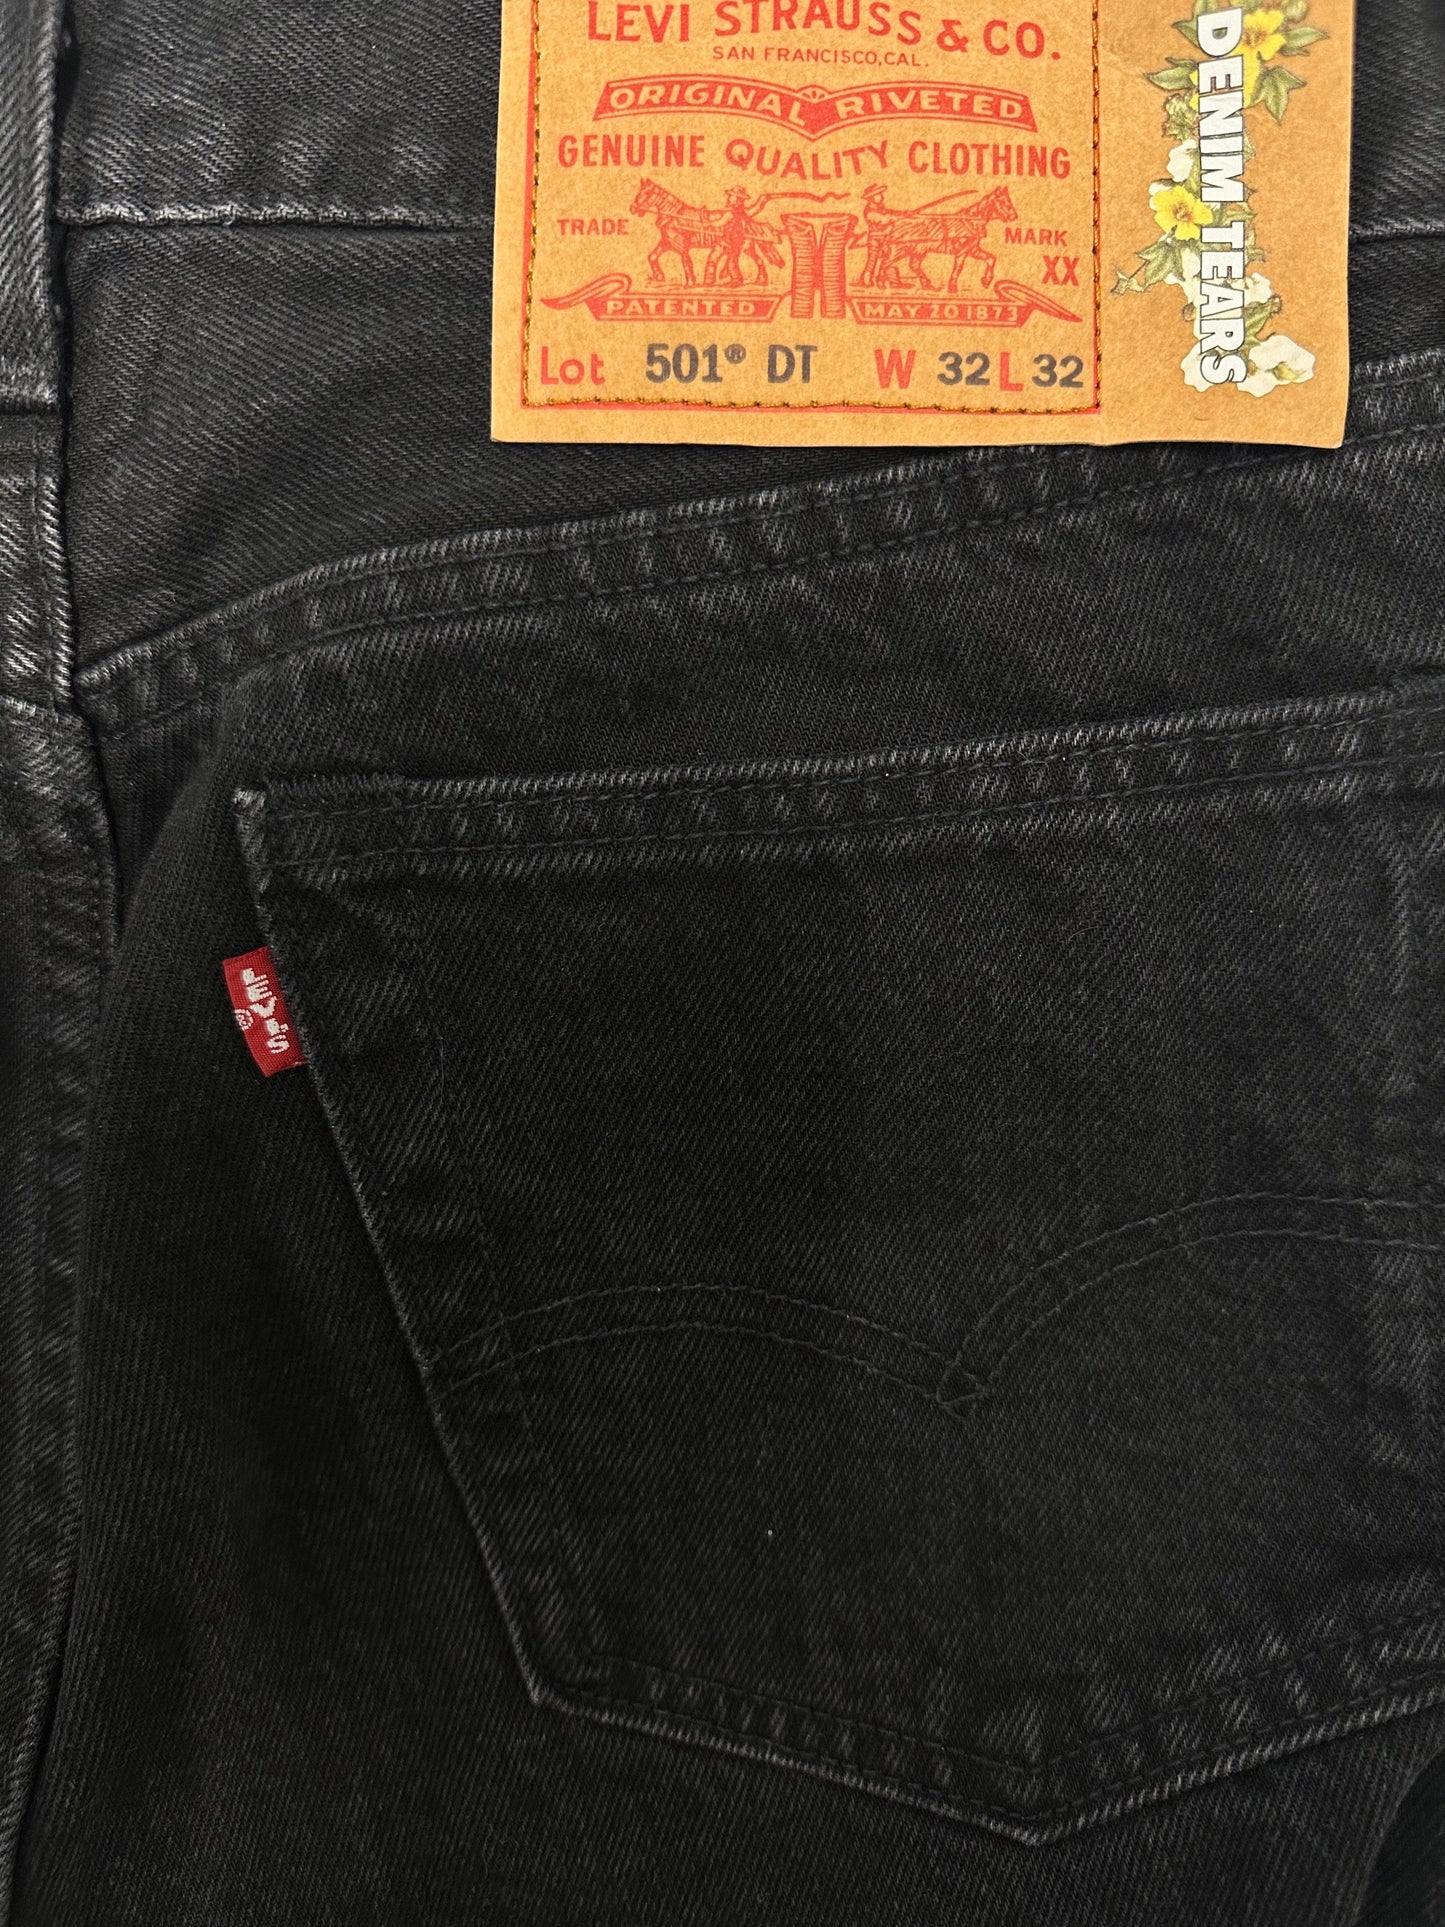 LEVI STRAUSS & CO.
SAN FRANCISCO, CAL.
ORIGINAL RIVETED
GENUINE QUALITY CLOTHING
TRADE MARK
XX
PATENTED MAY 20 1873
Lot 501® DT W 32 L 32
DENIM TEARS
LEVI'S
®